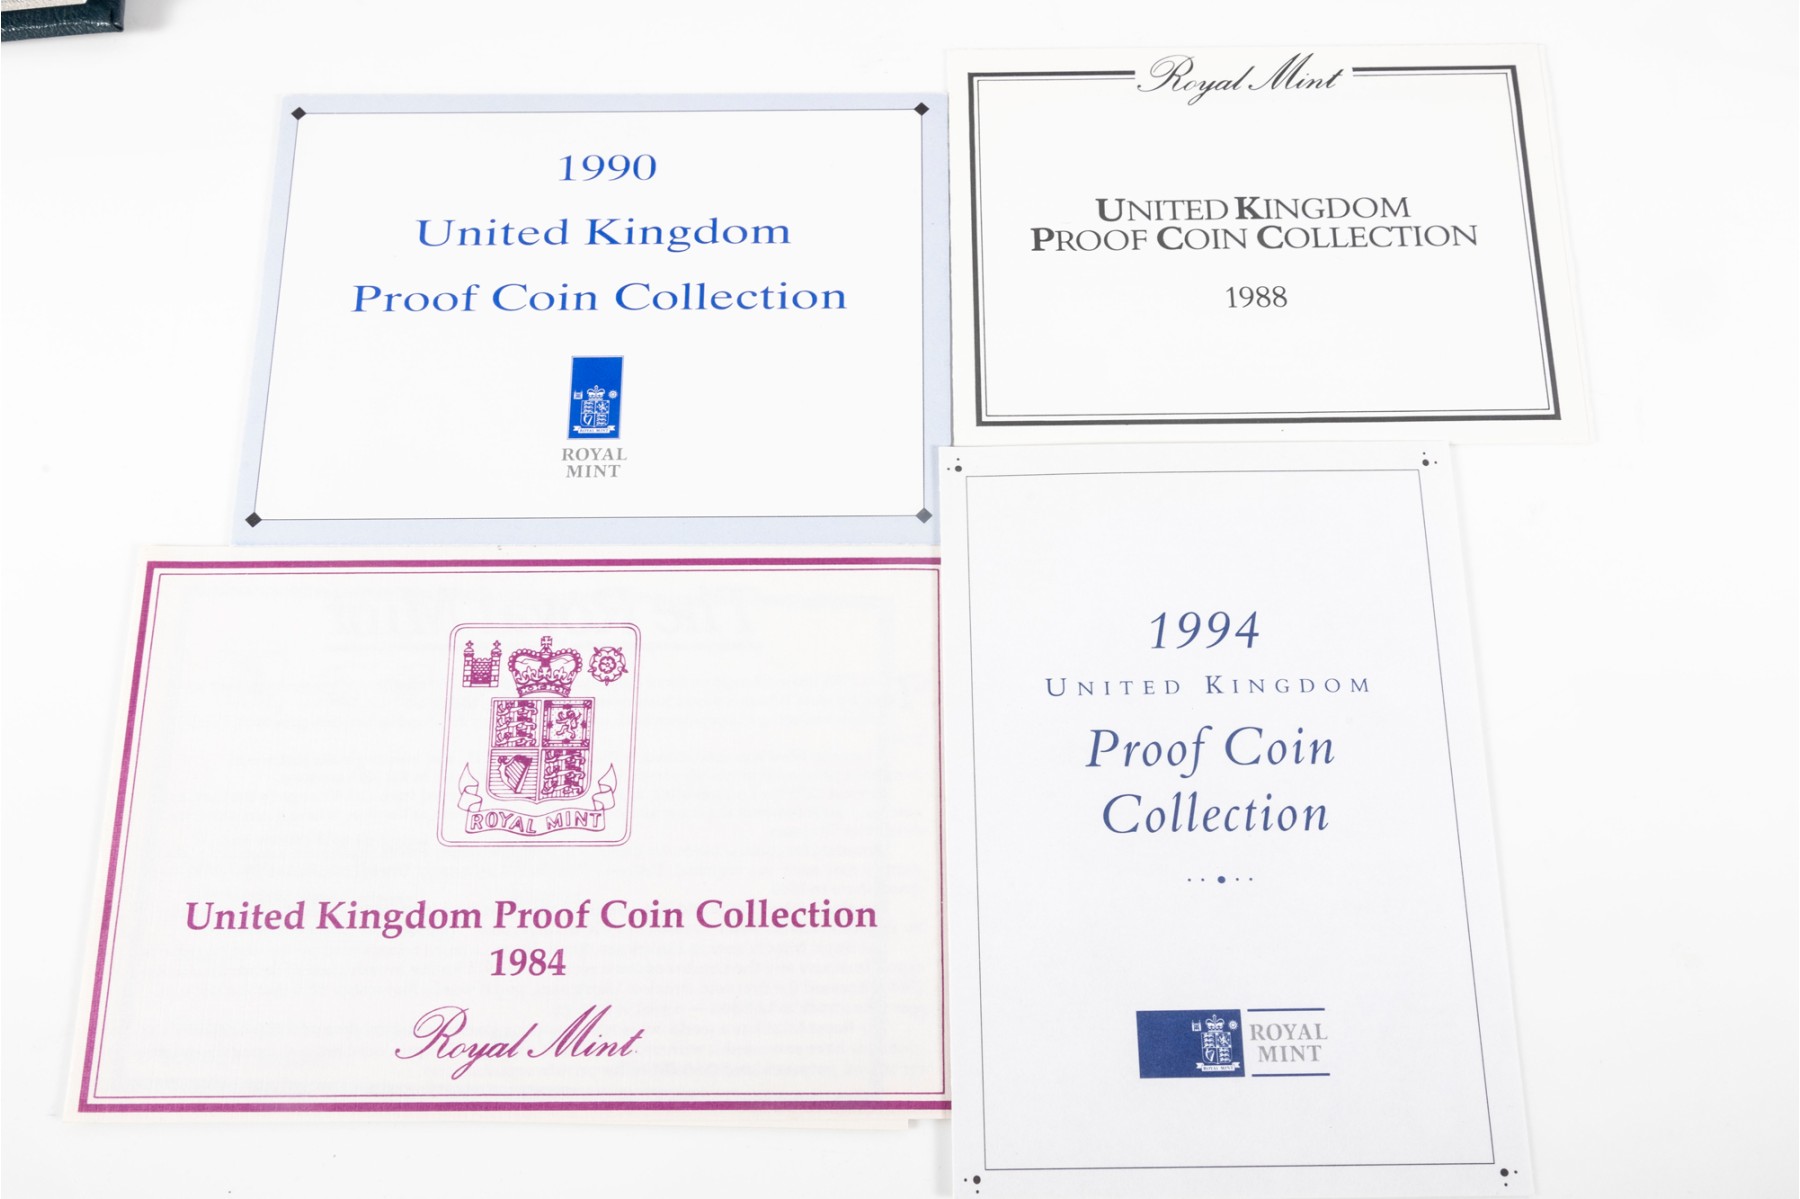 1990
United Kingdom
Proof Coin Collection
ROYAL
MINT
Royal Mint
UNITED KINGDOM
PROOF COIN COLLECTION
1988
ROYAL MINT
United Kingdom Proof Coin Collection
1984
Royal Mint
1994
UNITED KINGDOM
Proof Coin
Collection
ROYAL
MINT